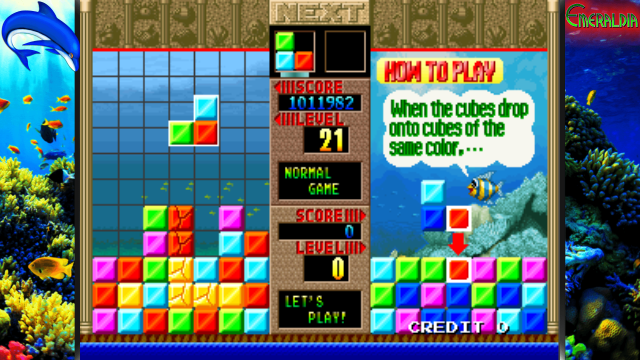 NEXT
EMERALDIA
HOW TO PLAY
When the cubes drop
onto cubes of the
same color,...
SCORE
1011982
LEVEL
21
NORMAL
GAME
SCORE
0
LEVEL
0
LET'S
PLAY!
CREDIT 0